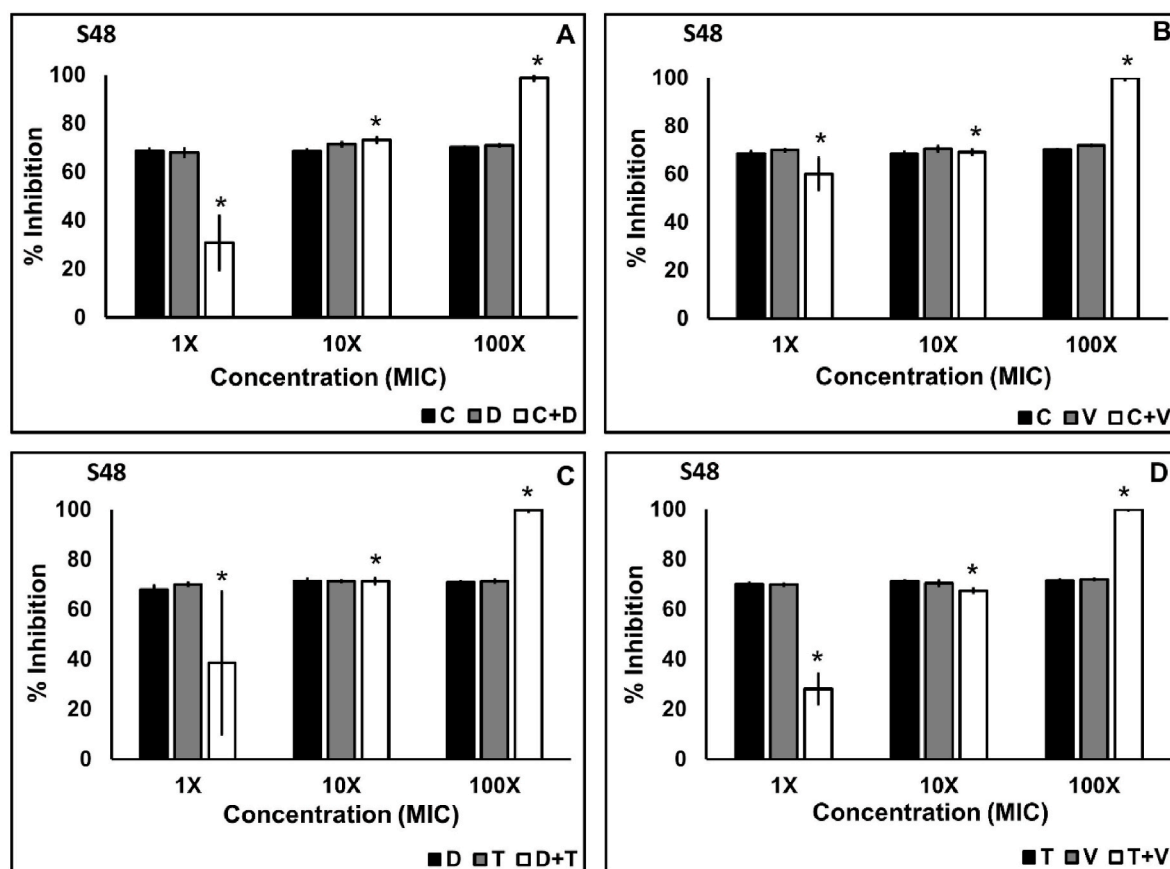 S48
A
% Inhibition
100
80
60
40
20
0
*
*
*
1X
10X
100X
Concentration (MIC)
C D C+D
S48
B
% Inhibition
100
80
60
40
20
0
*
*
*
1X
10X
100X
Concentration (MIC)
C V C+V
S48
C
% Inhibition
100
80
60
40
20
0
*
*
*
1X
10X
100X
Concentration (MIC)
D T D+T
S48
D
% Inhibition
100
80
60
40
20
0
*
*
*
1X
10X
100X
Concentration (MIC)
T V T+V